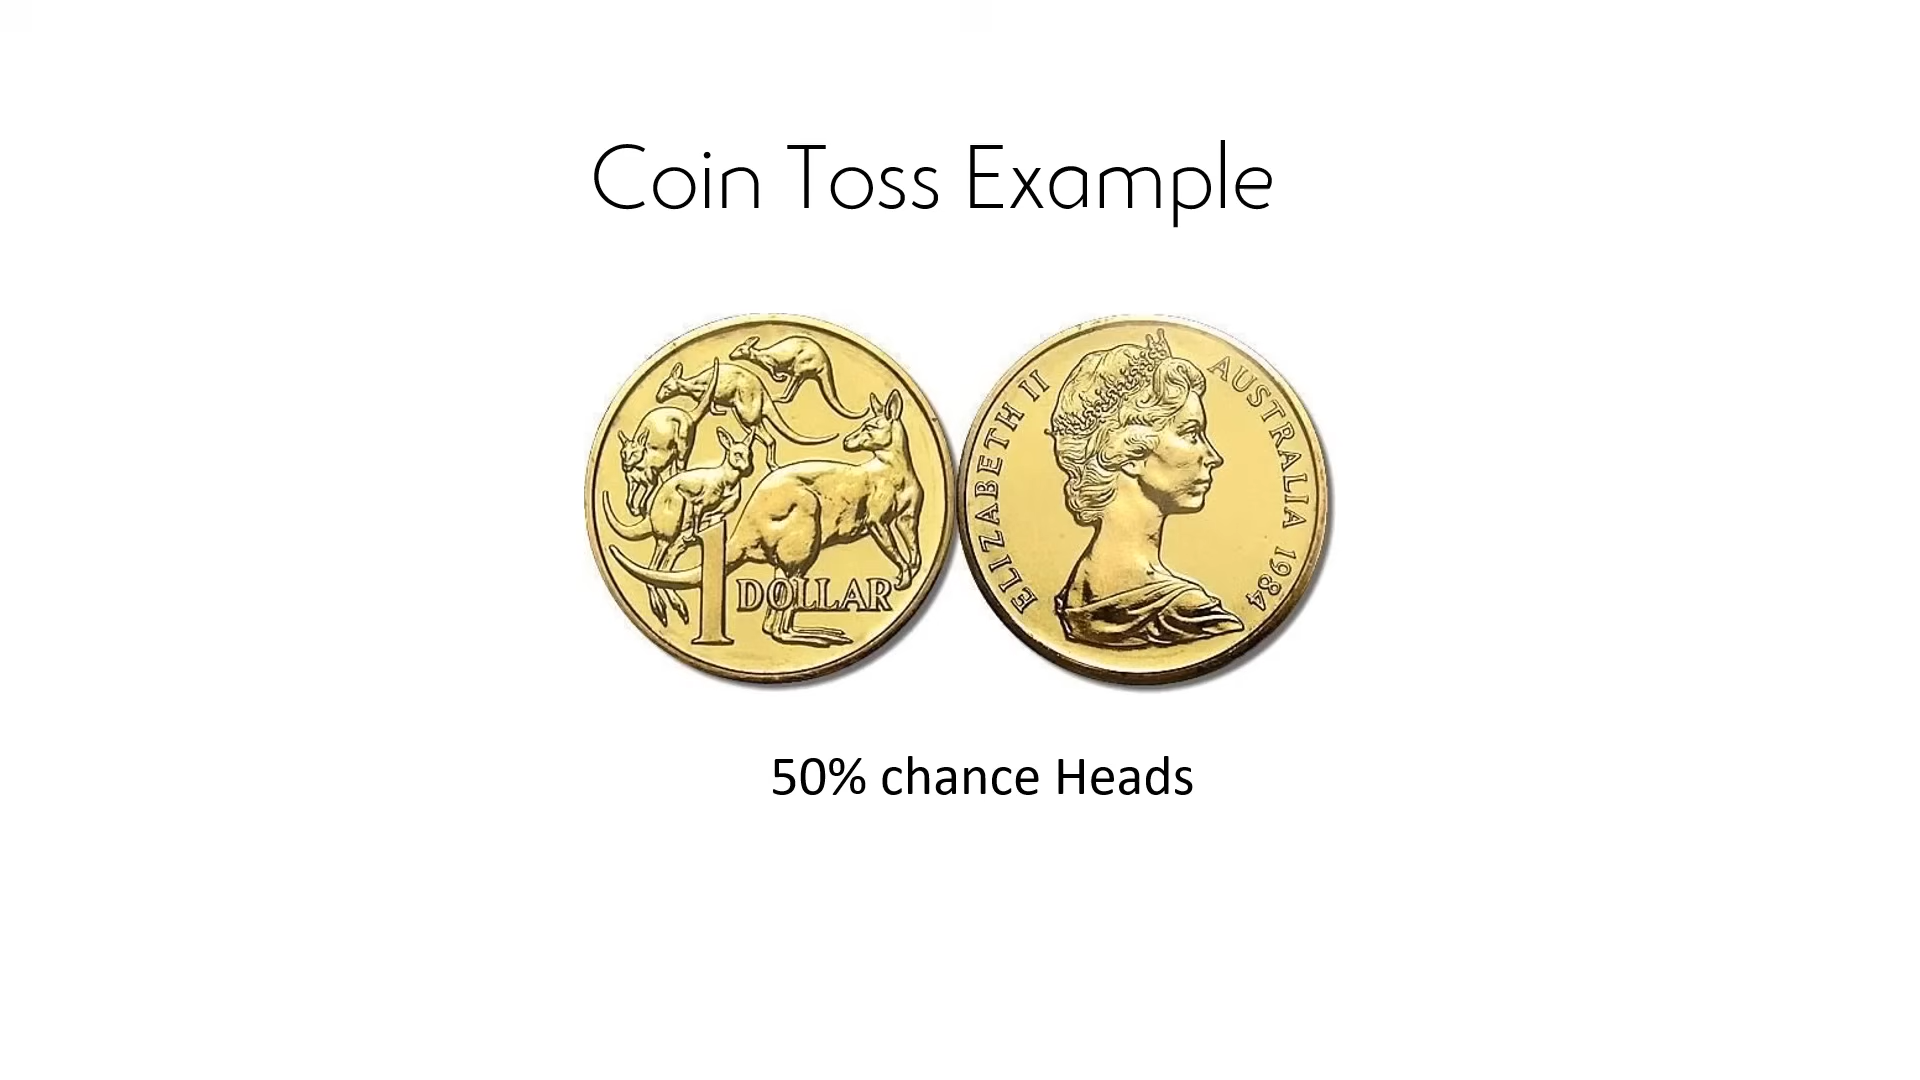 Coin Toss Example
1 DOLLAR
ELIZABETH II
AUSTRALIA 1984
50% chance Heads